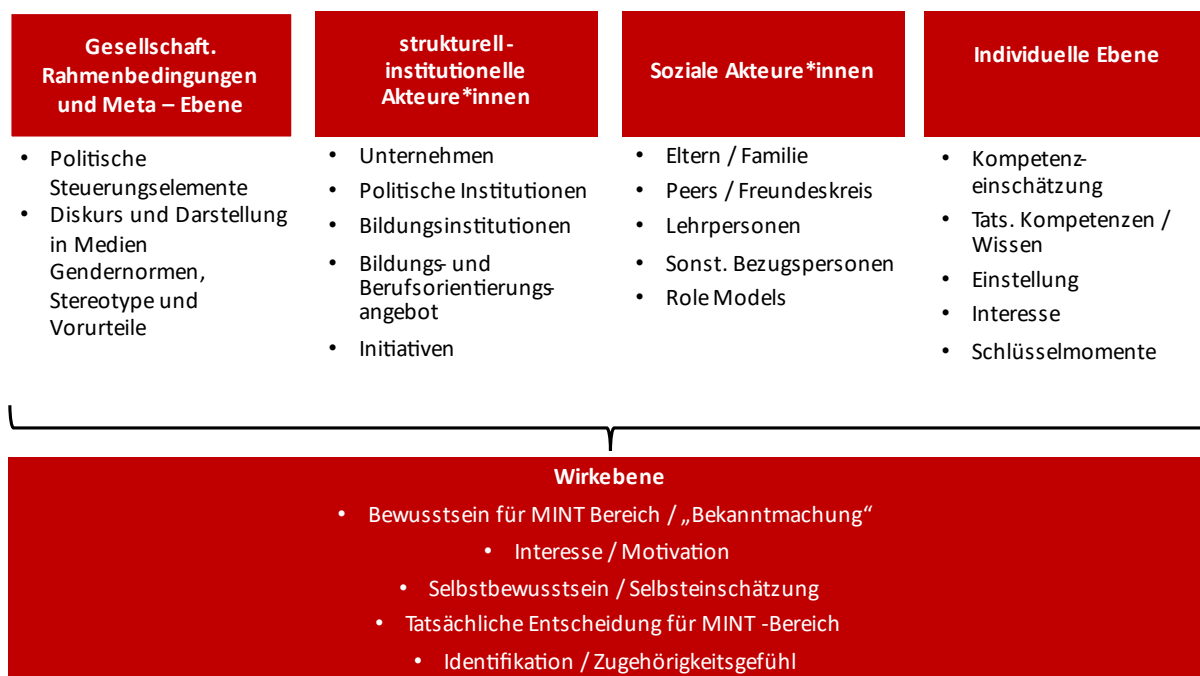 Gesellschaft.
Rahmenbedingungen
und Meta – Ebene
• Politische
Steuerungselemente
• Diskurs und Darstellung
in Medien
Gendernormen,
Stereotype und
Vorurteile
strukturell-
institutionelle
Akteure*innen
• Unternehmen
• Politische Institutionen
• Bildungsinstitutionen
• Bildungs- und
Berufsorientierungs-
angebot
• Initiativen
Soziale Akteure*innen
• Eltern / Familie
• Peers / Freundeskreis
• Lehrpersonen
• Sonst. Bezugspersonen
• Role Models
Individuelle Ebene
• Kompetenz-
einschätzung
• Tats. Kompetenzen /
Wissen
• Einstellung
• Interesse
• Schlüsselmomente
Wirkebene
• Bewusstsein für MINT Bereich / „Bekanntmachung“
• Interesse / Motivation
• Selbstbewusstsein / Selbsteinschätzung
• Tatsächliche Entscheidung für MINT -Bereich
• Identifikation / Zugehörigkeitsgefühl